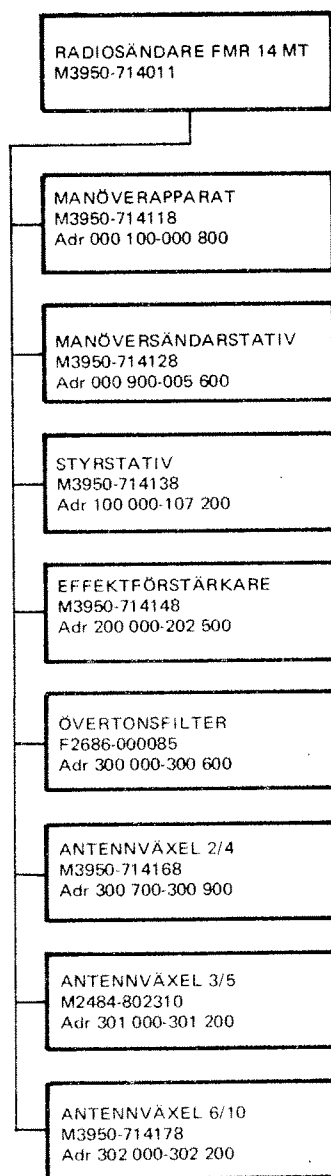 RADIOSÄNDARE FMR 14 MT
M3950-714011
MANÖVERAPPARAT
M3950-714118
Adr 000 100-000 800
MANÖVERSÄNDARSTATIV
M3950-714128
Adr 000 900-005 600
STYRSTATIV
M3950-714138
Adr 100 000-107 200
EFFEKTFÖRSTÄRKARE
M3950-714148
Adr 200 000-202 500
ÖVERTONSFILTER
F2686-000085
Adr 300 000-300 600
ANTENNVÄXEL 2/4
M3950-714168
Adr 300 700-300 900
ANTENNVÄXEL 3/5
M2484-802310
Adr 301 000-301 200
ANTENNVÄXEL 6/10
M3950-714178
Adr 302 000-302 200